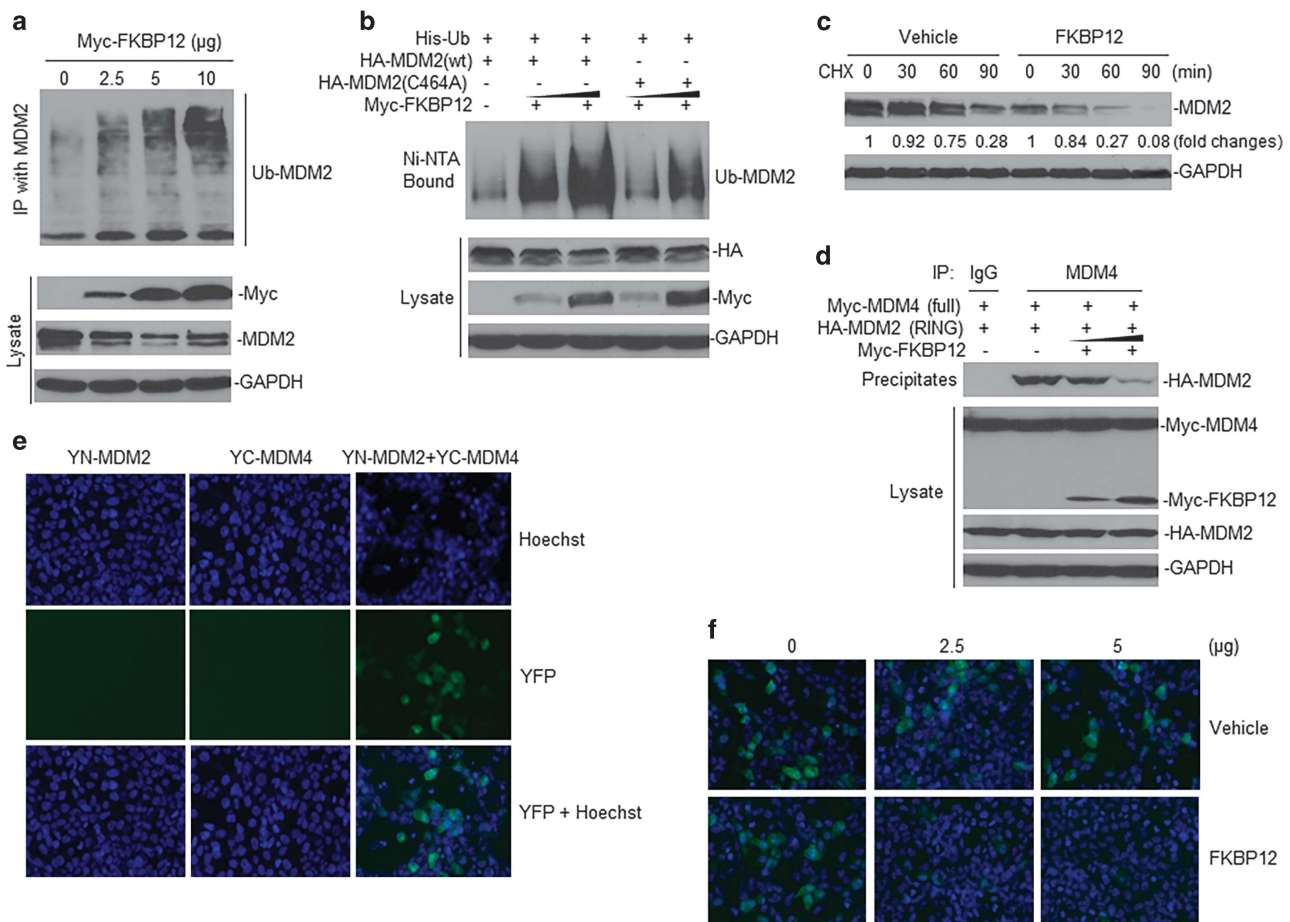 a
Myc-FKBP12 (µg)
0 2.5 5 10
IP with MDM2
Ub-MDM2
Lysate
-Myc
-MDM2
-GAPDH
b
His-Ub + + + + +
HA-MDM2(wt) + + + - -
HA-MDM2(C464A) - - - + +
Myc-FKBP12 - + + + +
Ni-NTA
Bound
Ub-MDM2
Lysate
-HA
-Myc
-GAPDH
c
Vehicle FKBP12
CHX 0 30 60 90 0 30 60 90 (min)
-MDM2
1 0.92 0.75 0.28 1 0.84 0.27 0.08 (fold changes)
-GAPDH
d
IP: IgG MDM4
Myc-MDM4 (full) + + + +
HA-MDM2 (RING) + + + +
Myc-FKBP12 - - + +
Precipitates
-HA-MDM2
Lysate
-Myc-MDM4
-Myc-FKBP12
-HA-MDM2
-GAPDH
e
YN-MDM2 YC-MDM4 YN-MDM2+YC-MDM4
Hoechst
YFP
YFP + Hoechst
f
0 2.5 5 (µg)
Vehicle
FKBP12